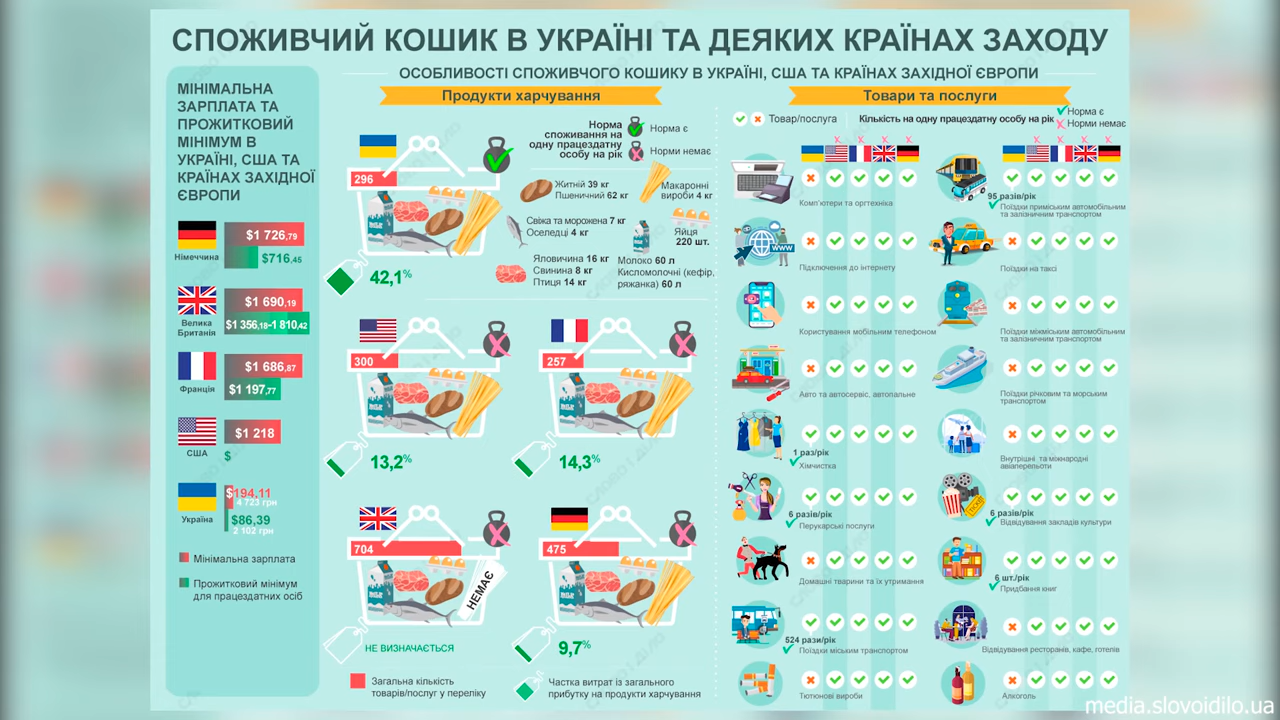 СПОЖИВЧИЙ КОШИК В УКРАЇНІ ТА ДЕЯКИХ КРАЇНАХ ЗАХОДУ
МІНІМАЛЬНА
ЗАРПЛАТА ТА
ПРОЖИТКОВИЙ
МІНІМУМ В
УКРАЇНІ, США ТА
КРАЇНАХ ЗАХІДНОЇ
ЄВРОПИ
$1 726,79
Німеччина
$716,45
$1 690,19
Велика
Британія
$1 356,18-1 810,42
$1 686,87
Франція
$1 197,77
$1 218
США
$
$194,11
4 723 грн
Україна
$86,39
2 102 грн
Мінімальна зарплата
Прожитковий мінімум
для працездатних осіб
ОСОБЛИВОСТІ СПОЖИВЧОГО КОШИКУ В УКРАЇНІ, США ТА КРАЇНАХ ЗАХІДНОЇ ЄВРОПИ
Продукти харчування
Норма
споживання на
одну працездатну
особу на рік
Норма є
Норми немає
296
42,1%
Житній 39 кг
Пшеничний 62 кг
Макаронні
вироби 4 кг
Свіжа та морожена 7 кг
Оселедці 4 кг
Яйця
220 шт.
Яловичина 16 кг
Свинина 8 кг
Птиця 14 кг
Молоко 60 л
Кисломолочні (кефір,
ряжанка) 60 л
300
13,2%
257
14,3%
704
НЕМАЄ
НЕ ВИЗНАЧАЄТЬСЯ
475
9,7%
Загальна кількість
товарів/послуг у переліку
Частка витрат із загального
прибутку на продукти харчування
Товари та послуги
Товар/послуга
Кількість на одну працездатну особу на рік
Норма є
Норми немає
Комп'ютери та оргтехніка
95 разів/рік
Поїздки приміським автомобільним
та залізничним транспортом
WWW
Підключення до інтернету
Поїздки на таксі
Користування мобільним телефоном
Поїздки міжміським автомобільним
та залізничним транспортом
Авто та автосервіс, автопальне
Поїздки річковим та морським
транспортом
1 раз/рік
Хімчистка
Внутрішні та міжнародні
авіаперельоти
6 разів/рік
Перукарські послуги
6 разів/рік
Відвідування закладів культури
Домашні тварини та їх утримання
6 шт./рік
Придбання книг
524 рази/рік
Поїздки міським транспортом
Відвідування ресторанів, кафе, готелів
Тютюнові вироби
Алкоголь
media.slovoidilo.ua